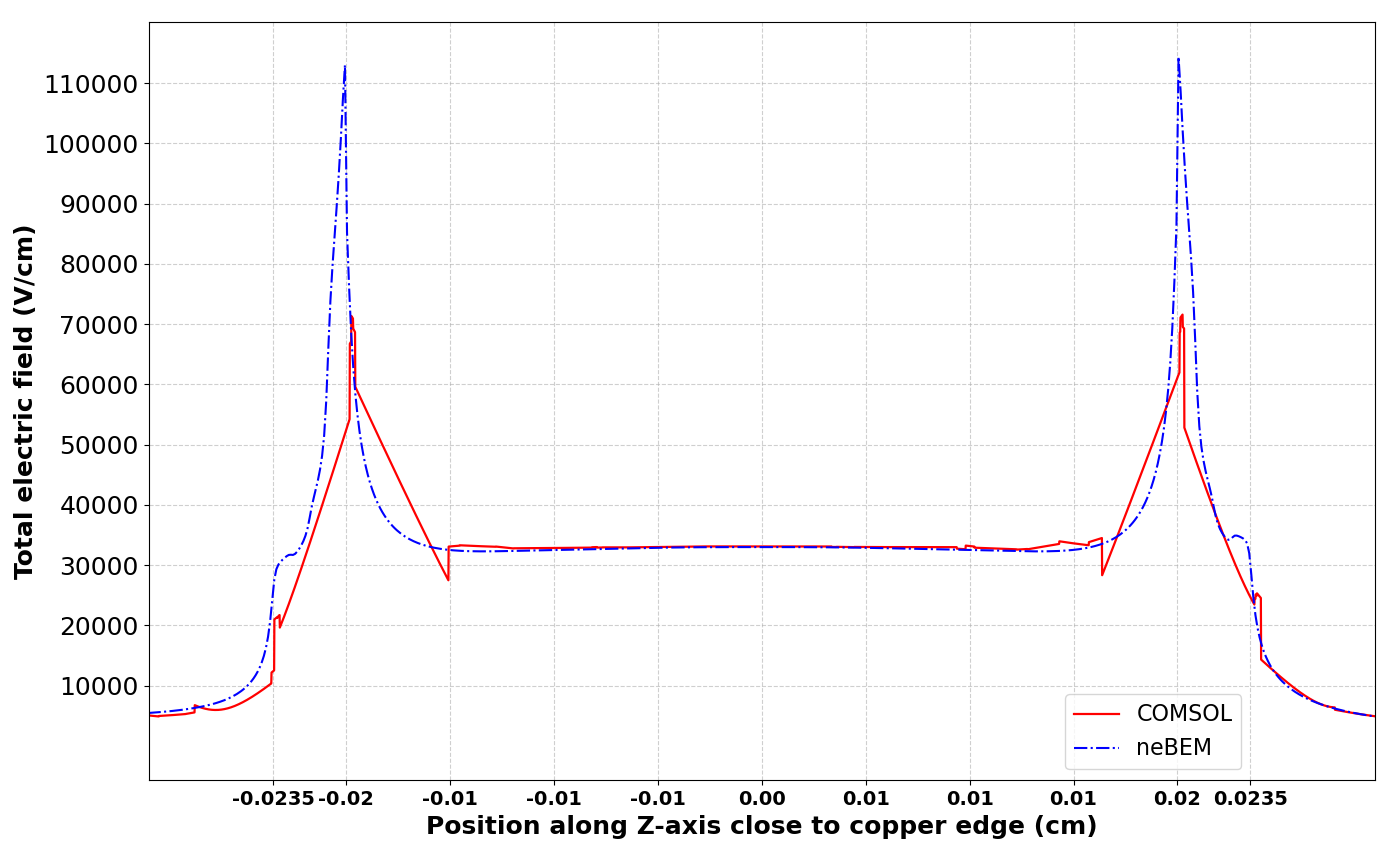 Total electric field (V/cm)
110000
100000
90000
80000
70000
60000
50000
40000
30000
20000
10000
COMSOL
neBEM
-0.0235 -0.02 -0.01 -0.01 -0.01 0.00 0.01 0.01 0.01 0.02 0.0235
Position along Z-axis close to copper edge (cm)